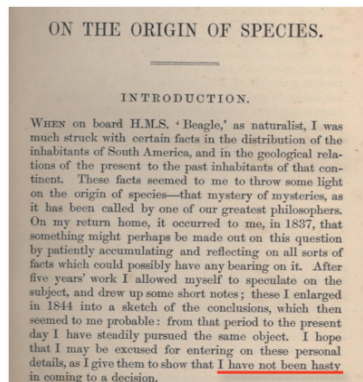 ON THE ORIGIN OF SPECIES.
INTRODUCTION.
WHEN on board H.M.S. ‘Beagle,’ as naturalist, I was
much struck with certain facts in the distribution of the
inhabitants of South America, and in the geological rela-
tions of the present to the past inhabitants of that con-
tinent. These facts seemed to me to throw some light
on the origin of species—that mystery of mysteries, as
it has been called by one of our greatest philosophers.
On my return home, it occurred to me, in 1837, that
something might perhaps be made out on this question
by patiently accumulating and reflecting on all sorts of
facts which could possibly have any bearing on it. After
five years’ work I allowed myself to speculate on the
subject, and drew up some short notes; these I enlarged
in 1844 into a sketch of the conclusions, which then
seemed to me probable: from that period to the present
day I have steadily pursued the same object. I hope
that I may be excused for entering on these personal
details, as I give them to show that I have not been hasty
in coming to a decision.